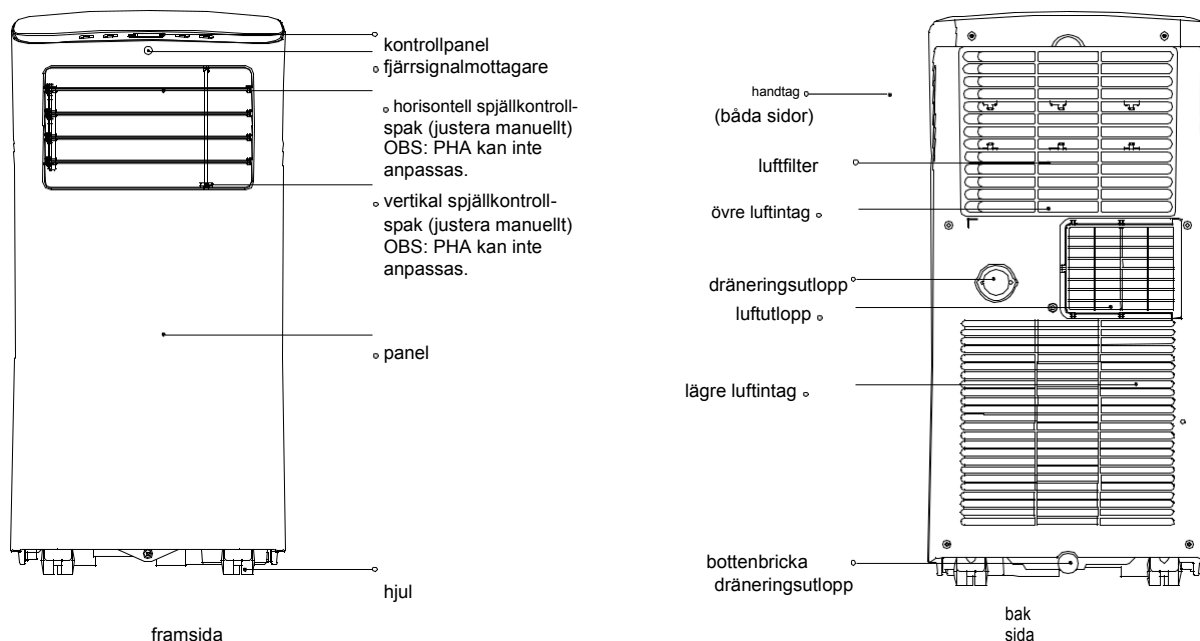 kontrollpanel
fjärrsignalmottagare
horisontell spjällkontroll-
spak (justera manuellt)
OBS: PHA kan inte
anpassas.
vertikal spjällkontroll-
spak (justera manuellt)
OBS: PHA kan inte
anpassas.
panel
hjul
framsida
handtag
(båda sidor)
luftfilter
övre luftintag
dräneringsutlopp
luftutlopp
lägre luftintag
bottenbricka
dräneringsutlopp
bak
sida